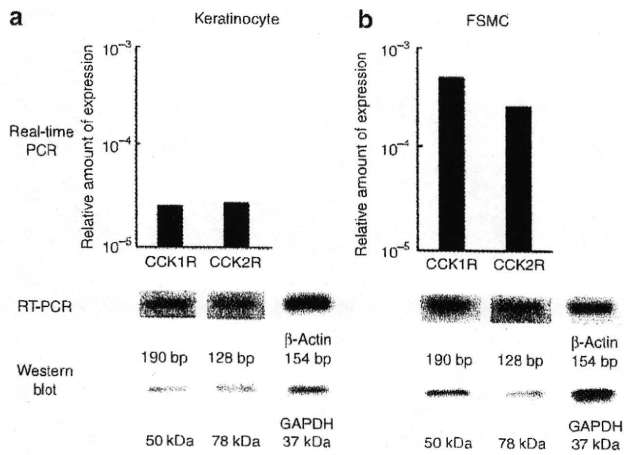 a
Keratinocyte
Real-time
PCR
Relative amount of expression
10⁻³
10⁻⁴
10⁻⁵
CCK1R CCK2R
RT-PCR
β-Actin
190 bp 128 bp 154 bp
Western
blot
GAPDH
50 kDa 78 kDa 37 kDa
b
FSMC
Relative amount of expression
10⁻³
10⁻⁴
10⁻⁵
CCK1R CCK2R
β-Actin
190 bp 128 bp 154 bp
GAPDH
50 kDa 78 kDa 37 kDa